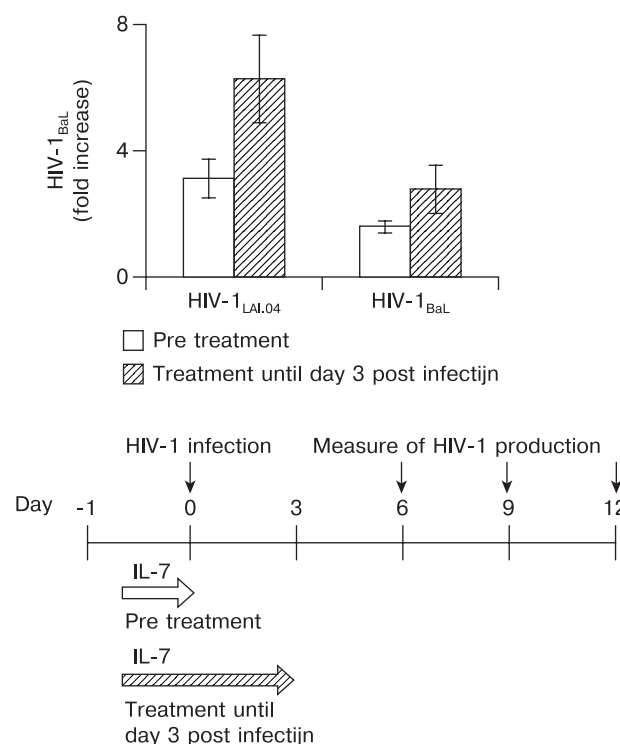 8
HIV-1BaL
(fold increase)
4
0
HIV-1LAI.04 HIV-1BaL
Pre treatment
Treatment until day 3 post infectijn
HIV-1 infection Measure of HIV-1 production
Day -1 0 3 6 9 12
IL-7
Pre treatment
IL-7
Treatment until
day 3 post infectijn